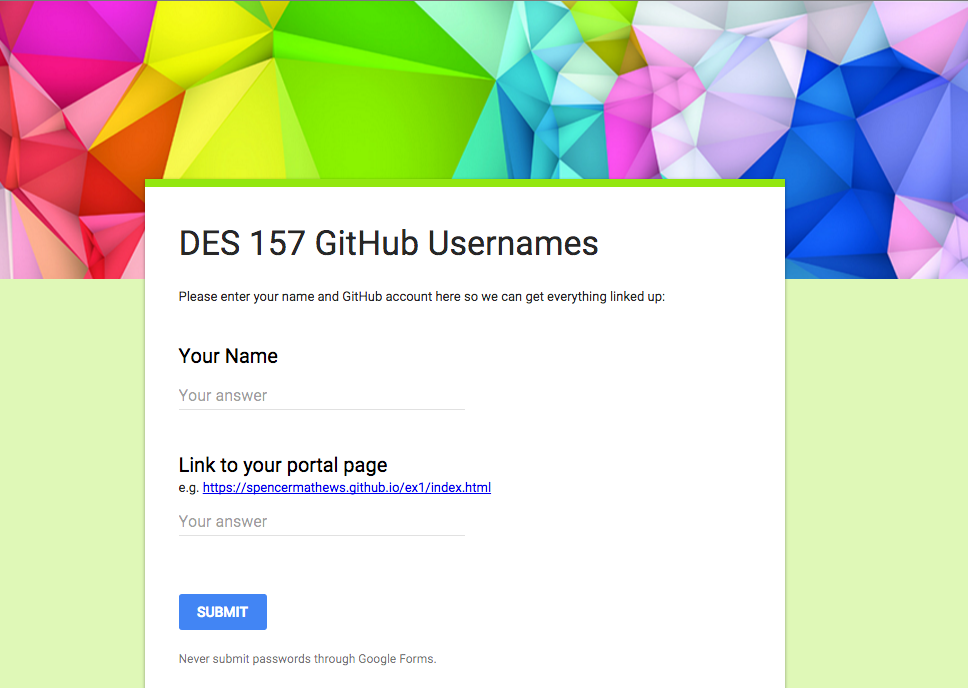 DES 157 GitHub Usernames
Please enter your name and GitHub account here so we can get everything linked up:
Your Name
Your answer
Link to your portal page
e.g. https://spencermathews.github.io/ex1/index.html
Your answer
SUBMIT
Never submit passwords through Google Forms.